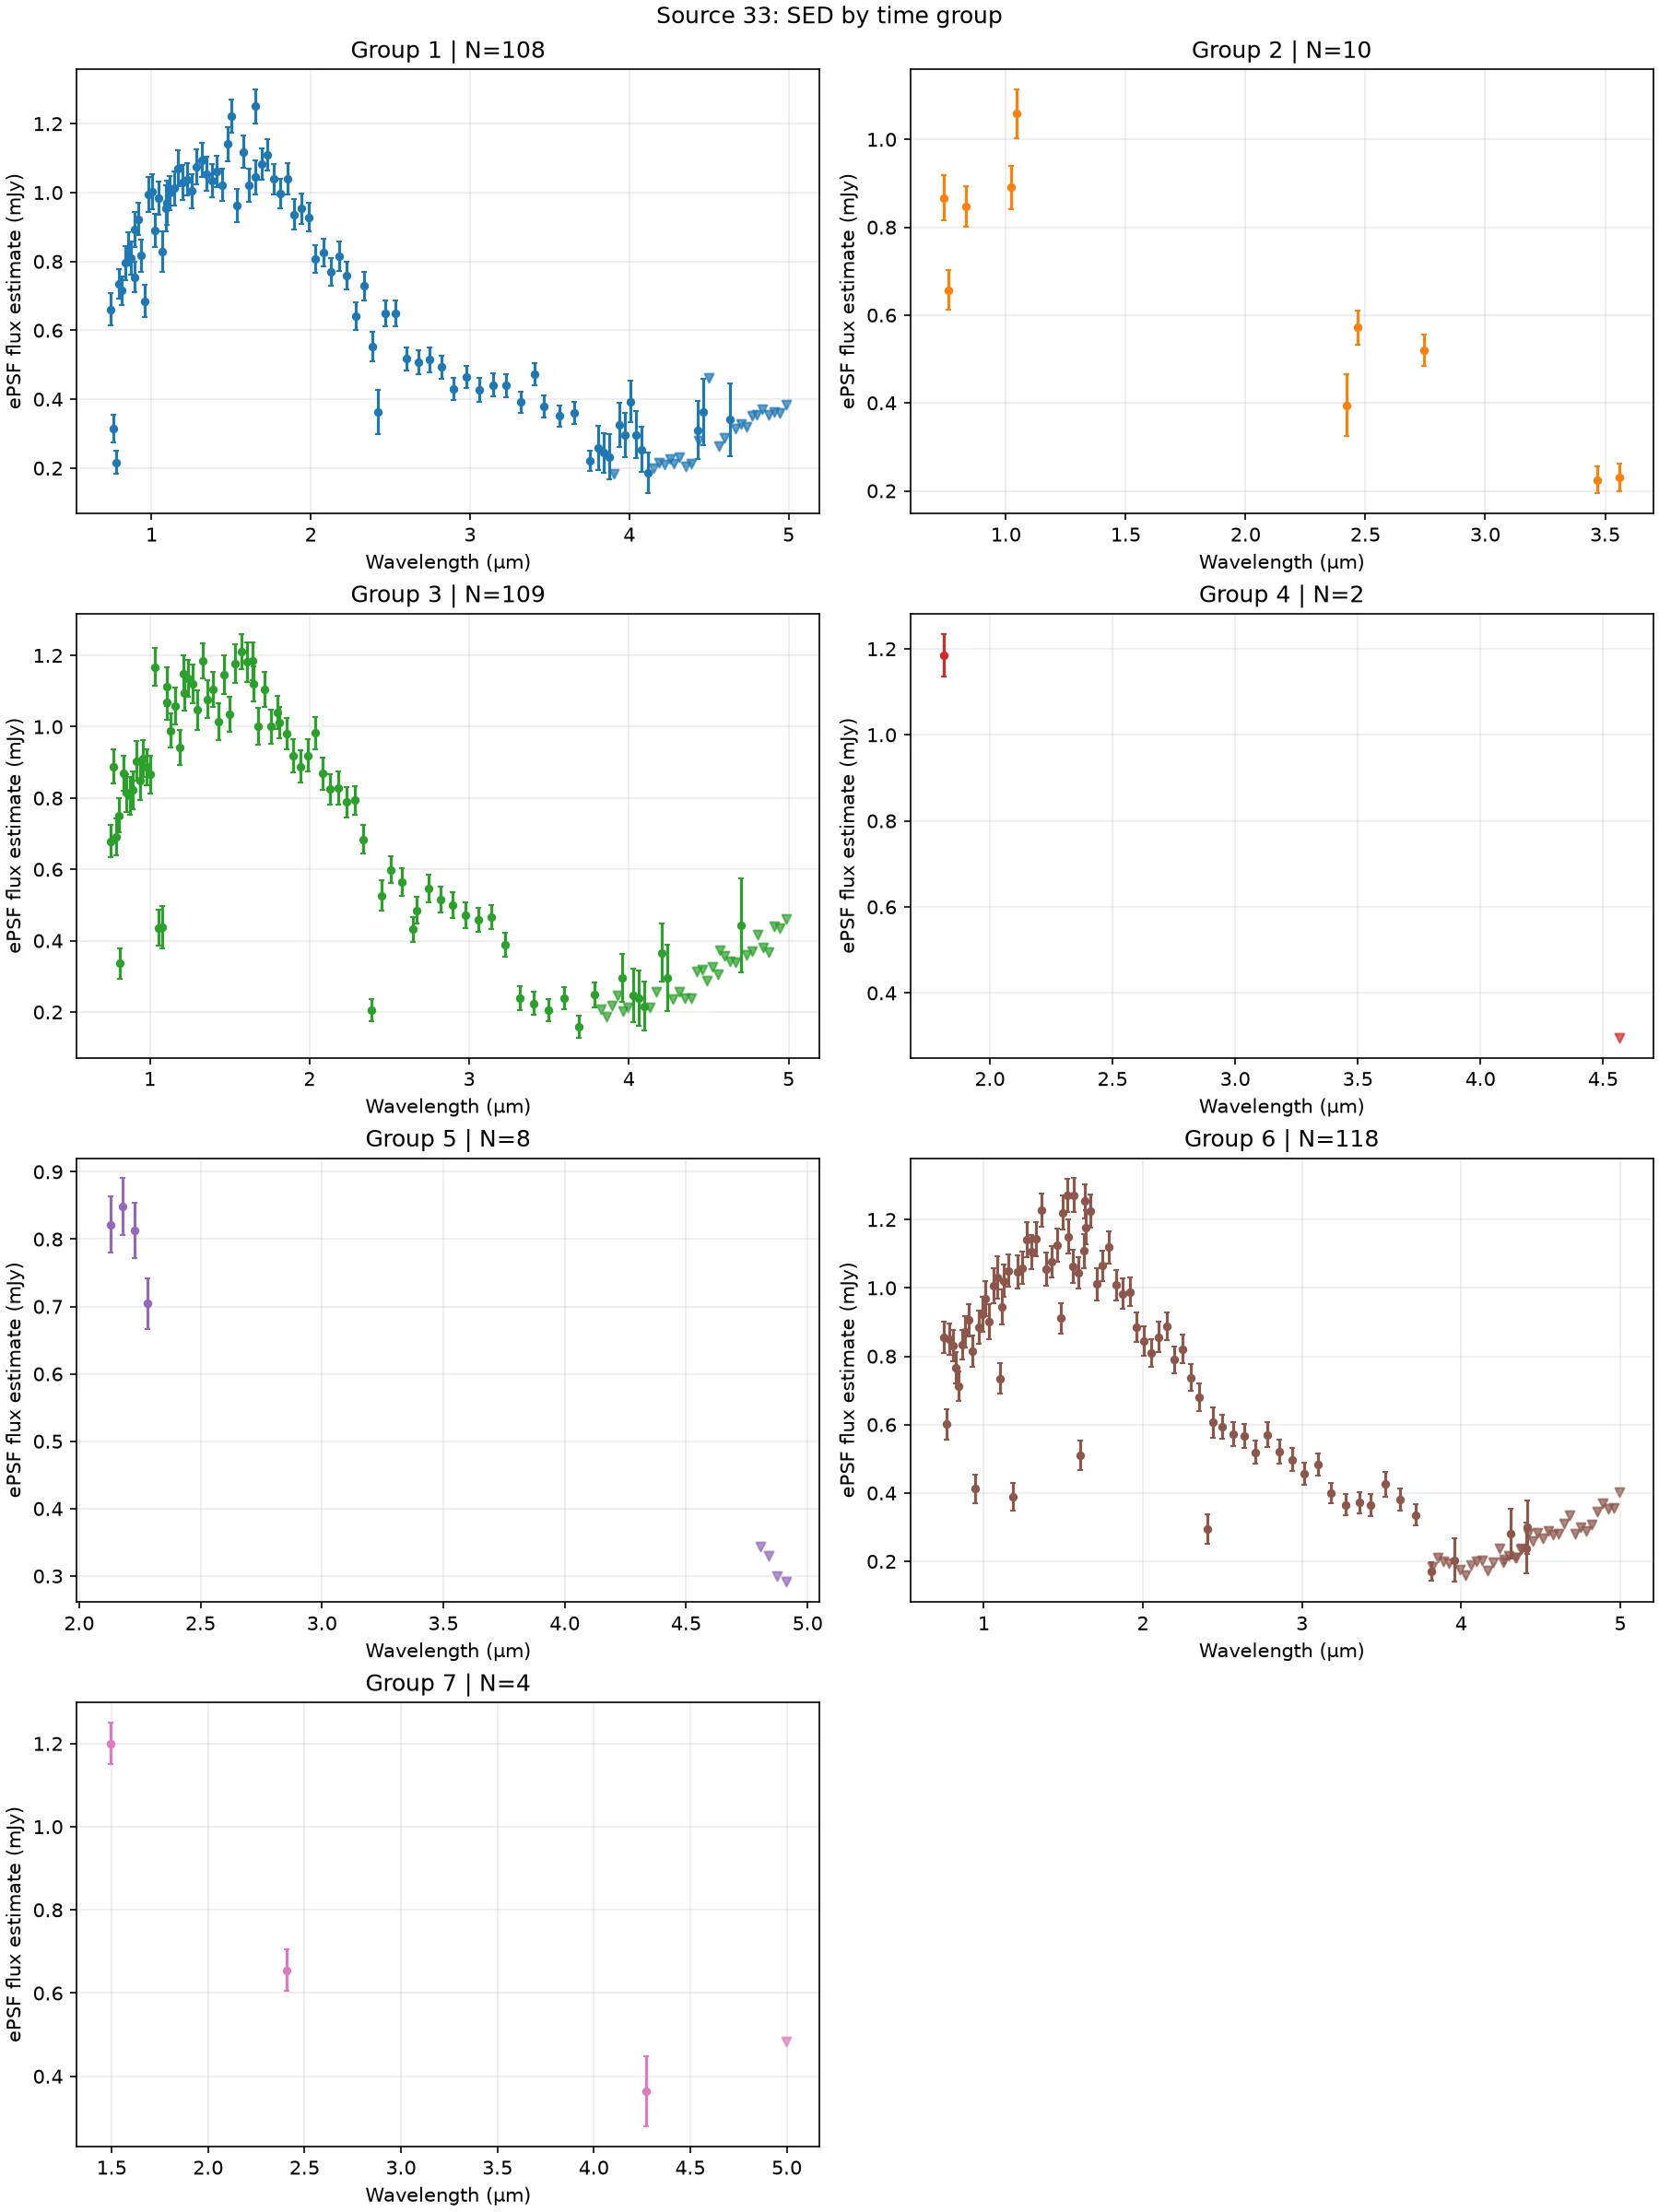 Source 33: SED by time group
Group 1 | N=108
ePSF flux estimate (mJy)
1.2
1.0
0.8
0.6
0.4
0.2
1 2 3 4 5
Wavelength (µm)
Group 2 | N=10
ePSF flux estimate (mJy)
1.0
0.8
0.6
0.4
0.2
1.0 1.5 2.0 2.5 3.0 3.5
Wavelength (µm)
Group 3 | N=109
ePSF flux estimate (mJy)
1.2
1.0
0.8
0.6
0.4
0.2
1 2 3 4 5
Wavelength (µm)
Group 4 | N=2
ePSF flux estimate (mJy)
1.2
1.0
0.8
0.6
0.4
2.0 2.5 3.0 3.5 4.0 4.5
Wavelength (µm)
Group 5 | N=8
ePSF flux estimate (mJy)
0.9
0.8
0.7
0.6
0.5
0.4
0.3
2.0 2.5 3.0 3.5 4.0 4.5 5.0
Wavelength (µm)
Group 6 | N=118
ePSF flux estimate (mJy)
1.2
1.0
0.8
0.6
0.4
0.2
1 2 3 4 5
Wavelength (µm)
Group 7 | N=4
ePSF flux estimate (mJy)
1.2
1.0
0.8
0.6
0.4
1.5 2.0 2.5 3.0 3.5 4.0 4.5 5.0
Wavelength (µm)